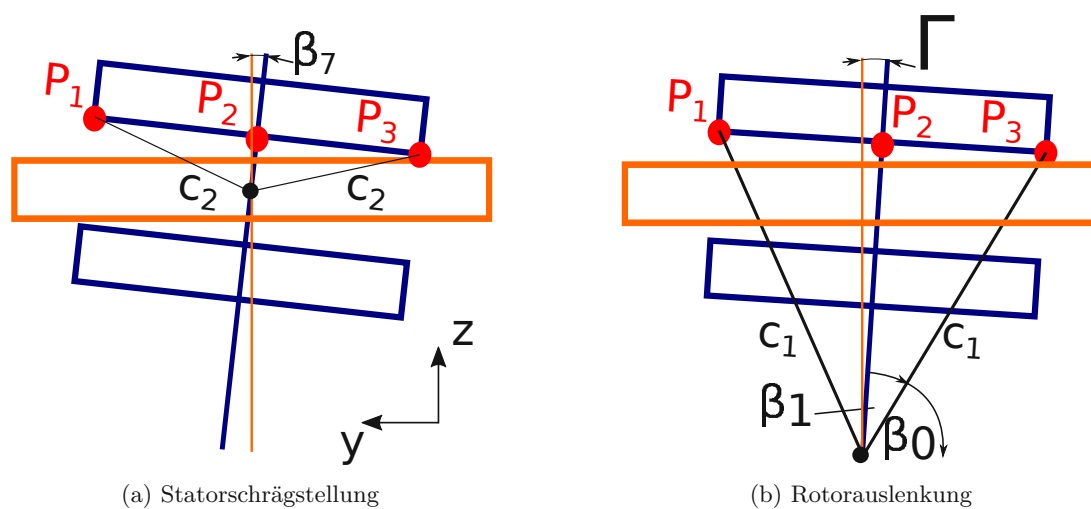 β₇
P₁
P₂
P₃
c₂
c₂
z
y
(a) Statorschrägstellung
Γ
P₁
P₂
P₃
c₁
c₁
β1
β₀
(b) Rotorauslenkung